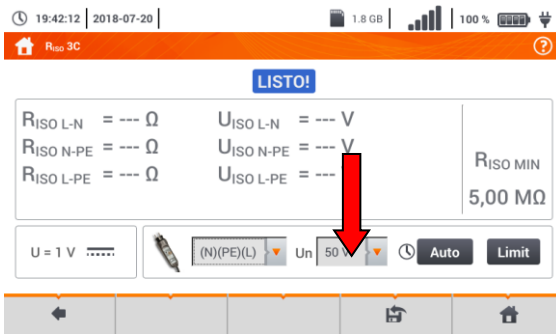 19:42:12 2018-07-20 1.8 GB 100 %
RISO 3C ?
LISTO!
RISO L-N = --- Ω UISO L-N = --- V
RISO N-PE = --- Ω UISO N-PE = --- V
RISO L-PE = --- Ω UISO L-PE = ---
RISO MIN
5,00 MΩ
U = 1 V (N)(PE)(L) Un 50 V Auto Limit